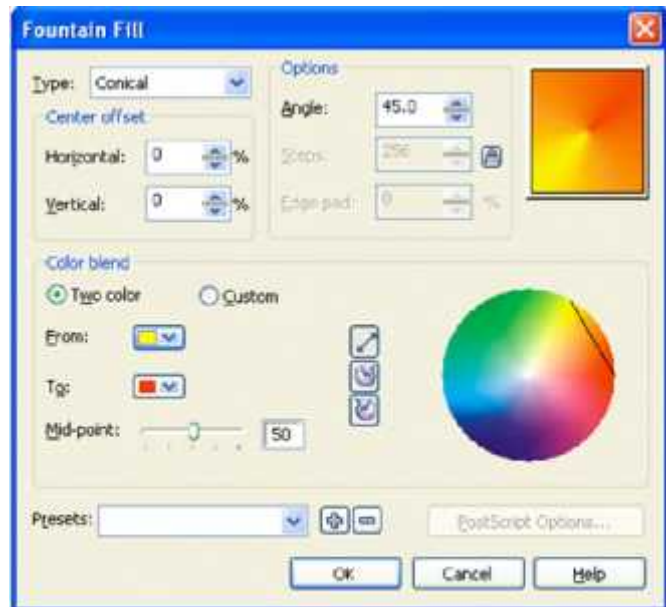 Fountain Fill
Type: Conical
Center offset
Horizontal: 0 %
Vertical: 0 %
Options
Angle: 45.0
Steps: 256
Edge pad: 0 %
Color blend
Two color Custom
From:
To:
Mid-point: 50
Presets:
PostScript Options...
OK Cancel Help